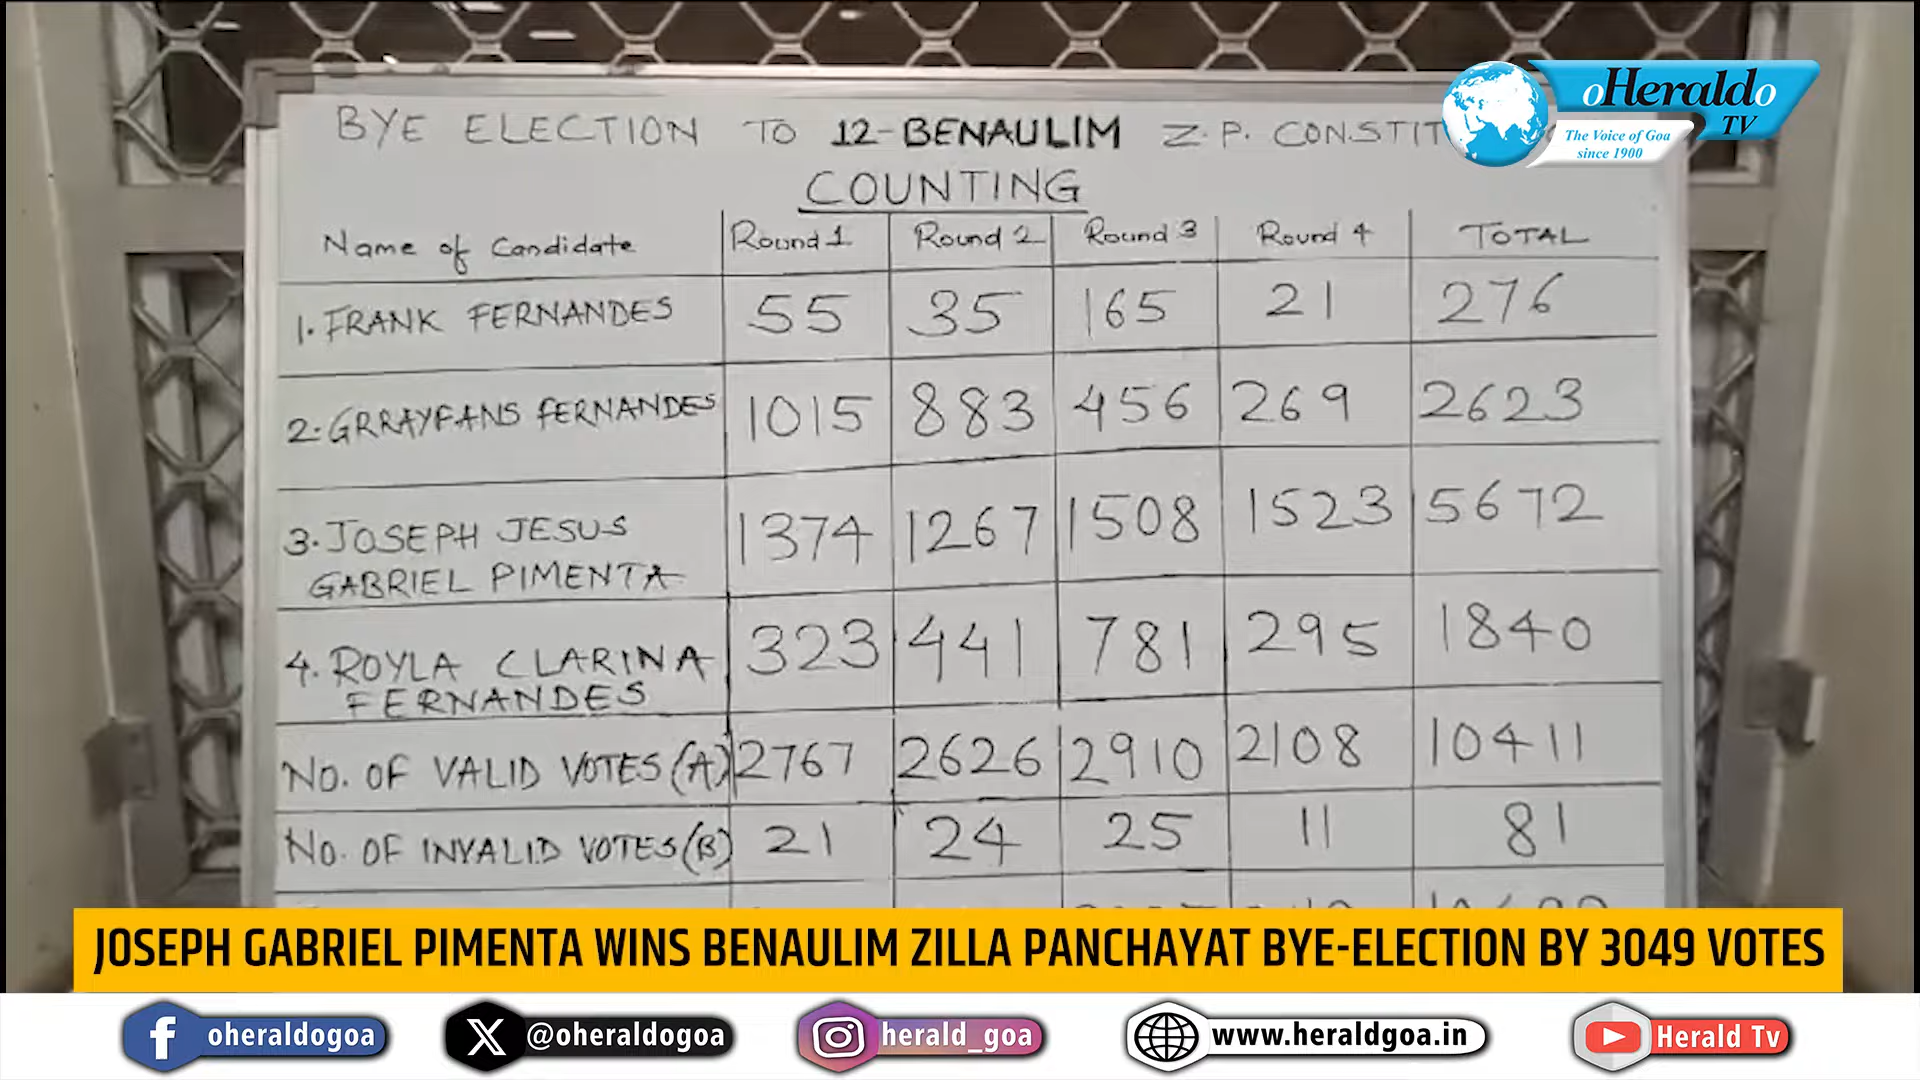 BYE ELECTION TO 12-BENAULIM Z.P. CONSTIT
oHeraldo
TV
The Voice of Goa
since 1900
COUNTING
Name of Candidate Round 1 Round 2 Round 3 Round 4 TOTAL
1. FRANK FERNANDES 55 35 165 21 276
2. GRRAYFANS FERNANDES 1015 883 456 269 2623
3. JOSEPH JESUS 1374 1267 1508 1523 5672
GABRIEL PIMENTA
4. ROYLA CLARINA 323 441 781 295 1840
FERNANDES
NO. OF VALID VOTES (A) 2767 2626 2910 2108 10411
NO. OF INVALID VOTES (B) 21 24 25 11 81
JOSEPH GABRIEL PIMENTA WINS BENAULIM ZILLA PANCHAYAT BYE-ELECTION BY 3049 VOTES
oheraldogoa @oheraldogoa herald_goa www.heraldgoa.in Herald Tv